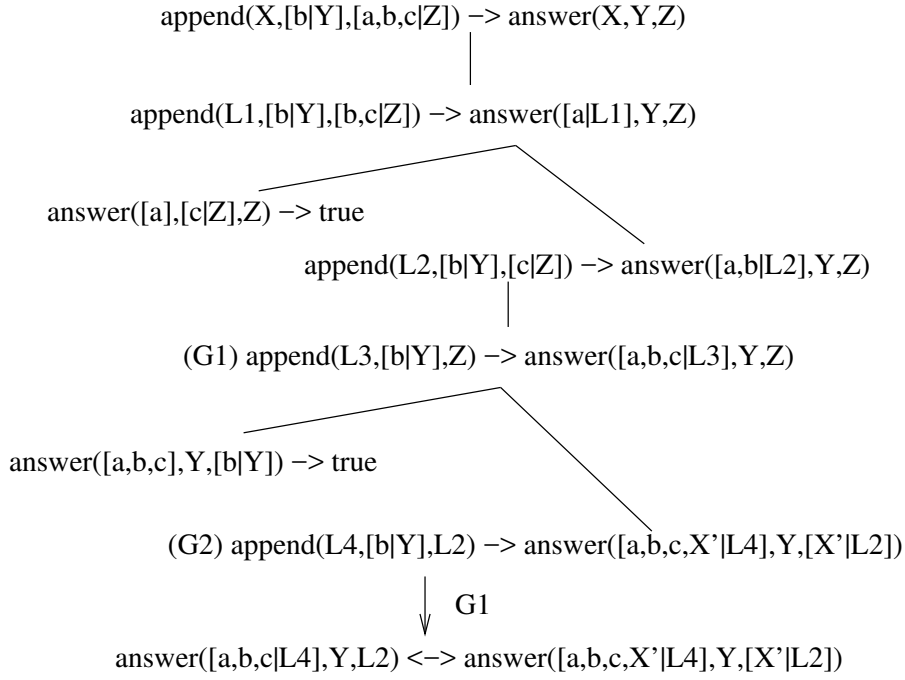 append(X,[b|Y],[a,b,c|Z]) −> answer(X,Y,Z)
append(L1,[b|Y],[b,c|Z]) −> answer([a|L1],Y,Z)
answer([a],[c|Z],Z) −> true
append(L2,[b|Y],[c|Z]) −> answer([a,b|L2],Y,Z)
(G1) append(L3,[b|Y],Z) −> answer([a,b,c|L3],Y,Z)
answer([a,b,c],Y,[b|Y]) −> true
(G2) append(L4,[b|Y],L2) −> answer([a,b,c,X'|L4],Y,[X'|L2])
G1
answer([a,b,c|L4],Y,L2) <−> answer([a,b,c,X'|L4],Y,[X'|L2])